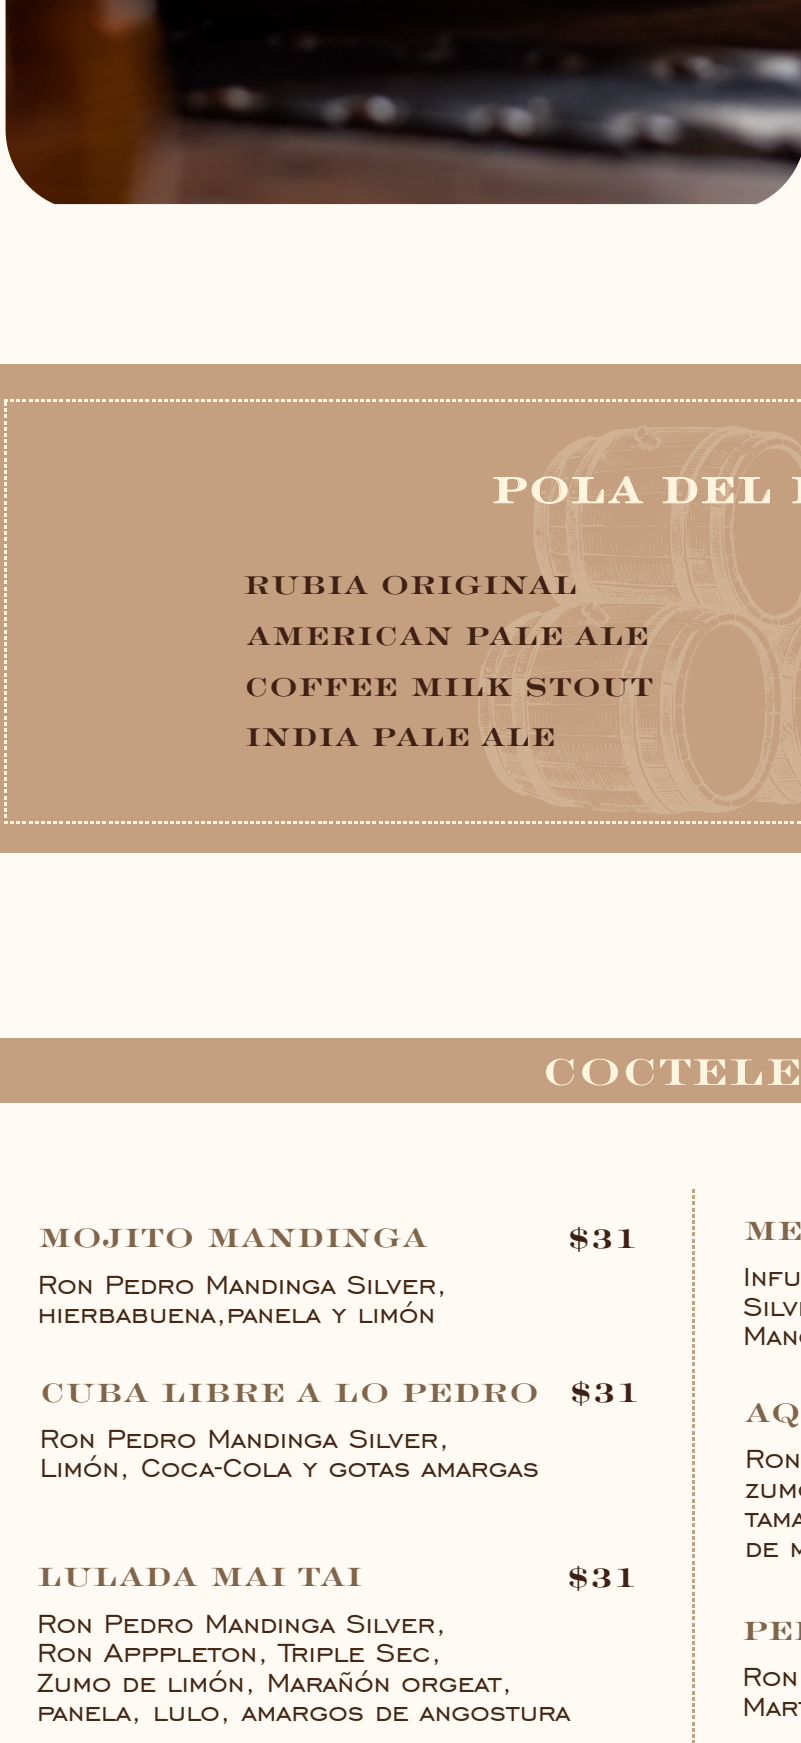 POLA DEL
RUBIA ORIGINAL
AMERICAN PALE ALE
COFFEE MILK STOUT
INDIA PALE ALE
COCTELE
MOJITO MANDINGA $31
Ron Pedro Mandinga Silver,
hierbabuena,panela y limón
CUBA LIBRE A LO PEDRO $31
Ron Pedro Mandinga Silver,
Limón, Coca-Cola y gotas amargas
LULADA MAI TAI $31
Ron Pedro Mandinga Silver,
Ron Apppleton, Triple Sec,
Zumo de limón, Marañón orgeat,
panela, lulo, amargos de angostura
ME
Infu
Silv
Man
AQ
Ron
zum
tama
de m
PE
Ron
Mar